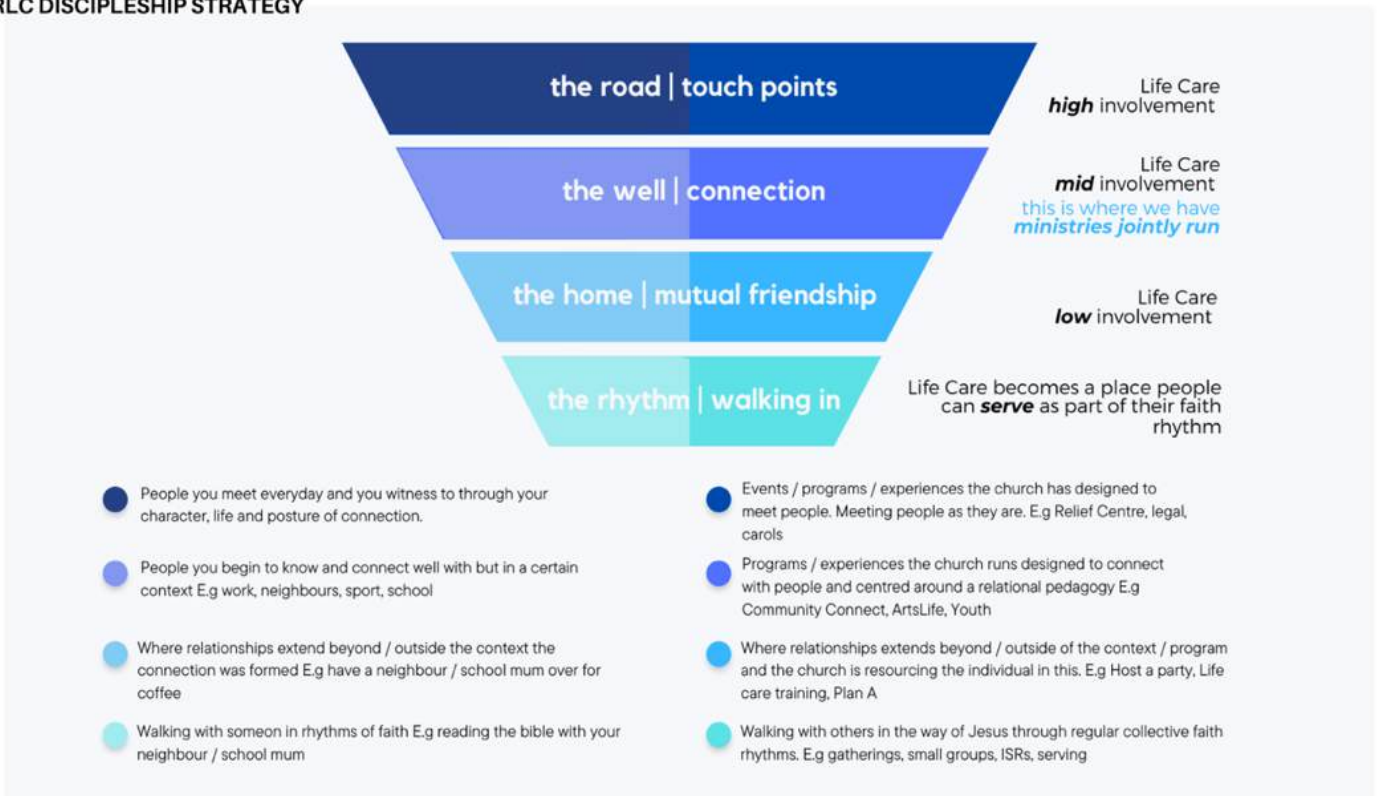 RLC DISCIPLESHIP STRATEGY
the road | touch points
Life Care
high involvement
the well | connection
Life Care
mid involvement
this is where we have
ministries jointly run
the home | mutual friendship
Life Care
low involvement
the rhythm | walking in
Life Care becomes a place people
can serve as part of their faith
rhythm
People you meet everyday and you witness to through your
character, life and posture of connection.
People you begin to know and connect well with but in a certain
context E.g work, neighbours, sport, school
Where relationships extend beyond / outside the context the
connection was formed E.g have a neighbour / school mum over for
coffee
Walking with someon in rhythms of faith E.g reading the bible with your
neighbour / school mum
Events / programs / experiences the church has designed to
meet people. Meeting people as they are. E.g Relief Centre, legal,
carols
Programs / experiences the church runs designed to connect
with people and centred around a relational pedagogy E.g
Community Connect, ArtsLife, Youth
Where relationships extends beyond / outside of the context / program
and the church is resourcing the individual in this. E.g Host a party, Life
care training, Plan A
Walking with others in the way of Jesus through regular collective faith
rhythms. E.g gatherings, small groups, ISRs, serving